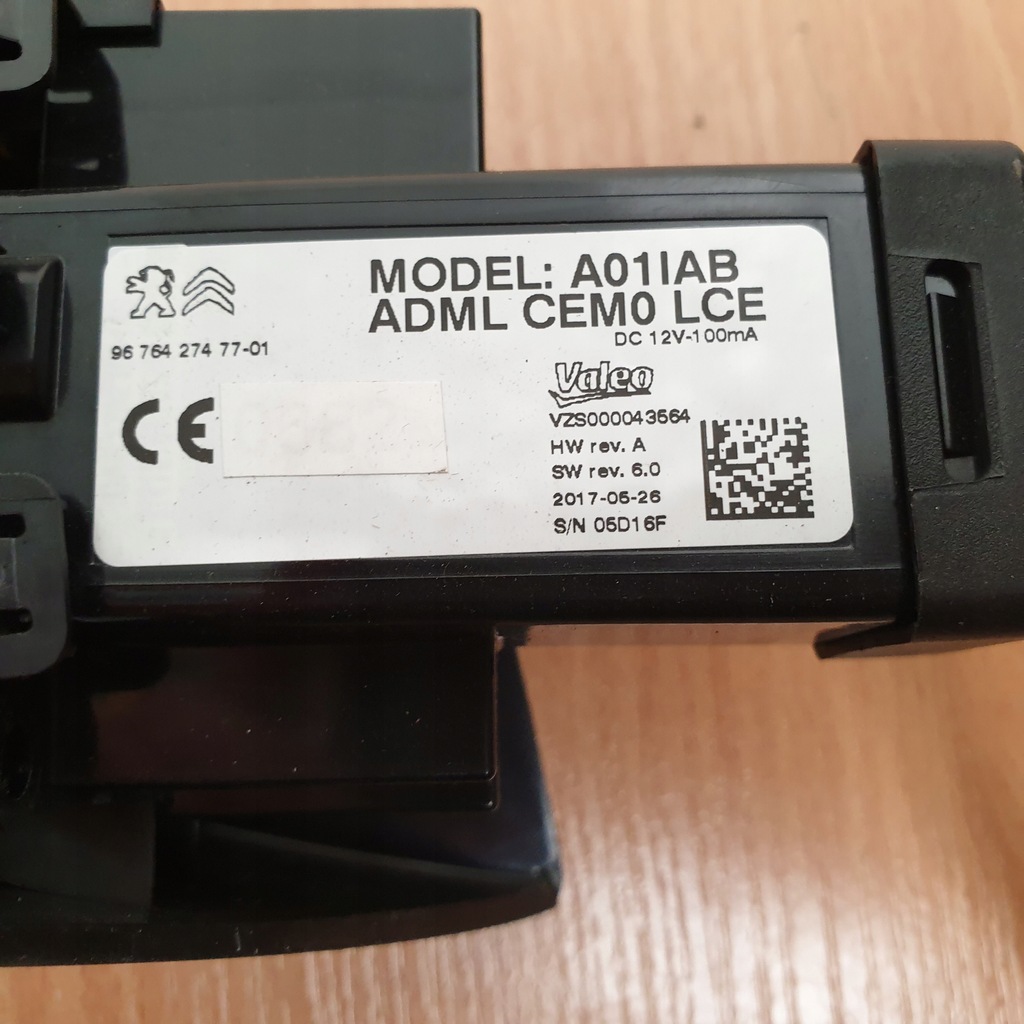 MODEL: A01IAB
ADML CEM0 LCE
DC 12V-100mA
96 764 274 77-01
Valeo
VZS000043564
CE
HW rev. A
SW rev. 6.0
2017-05-26
S/N 05D16F